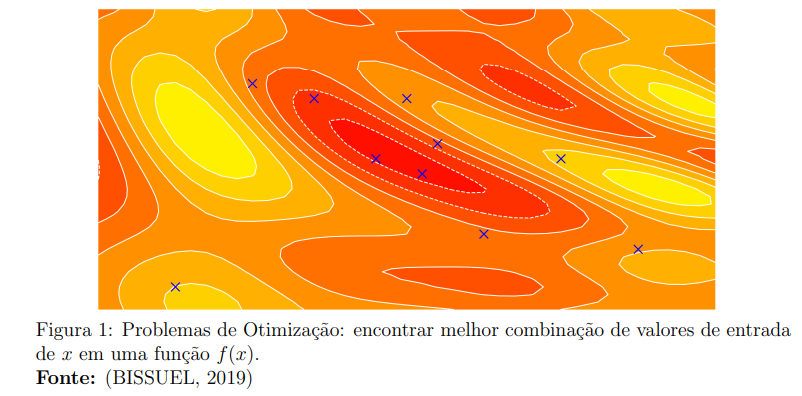 Figura 1: Problemas de Otimização: encontrar melhor combinação de valores de entrada
de x em uma função f(x).
Fonte: (BISSUEL, 2019)